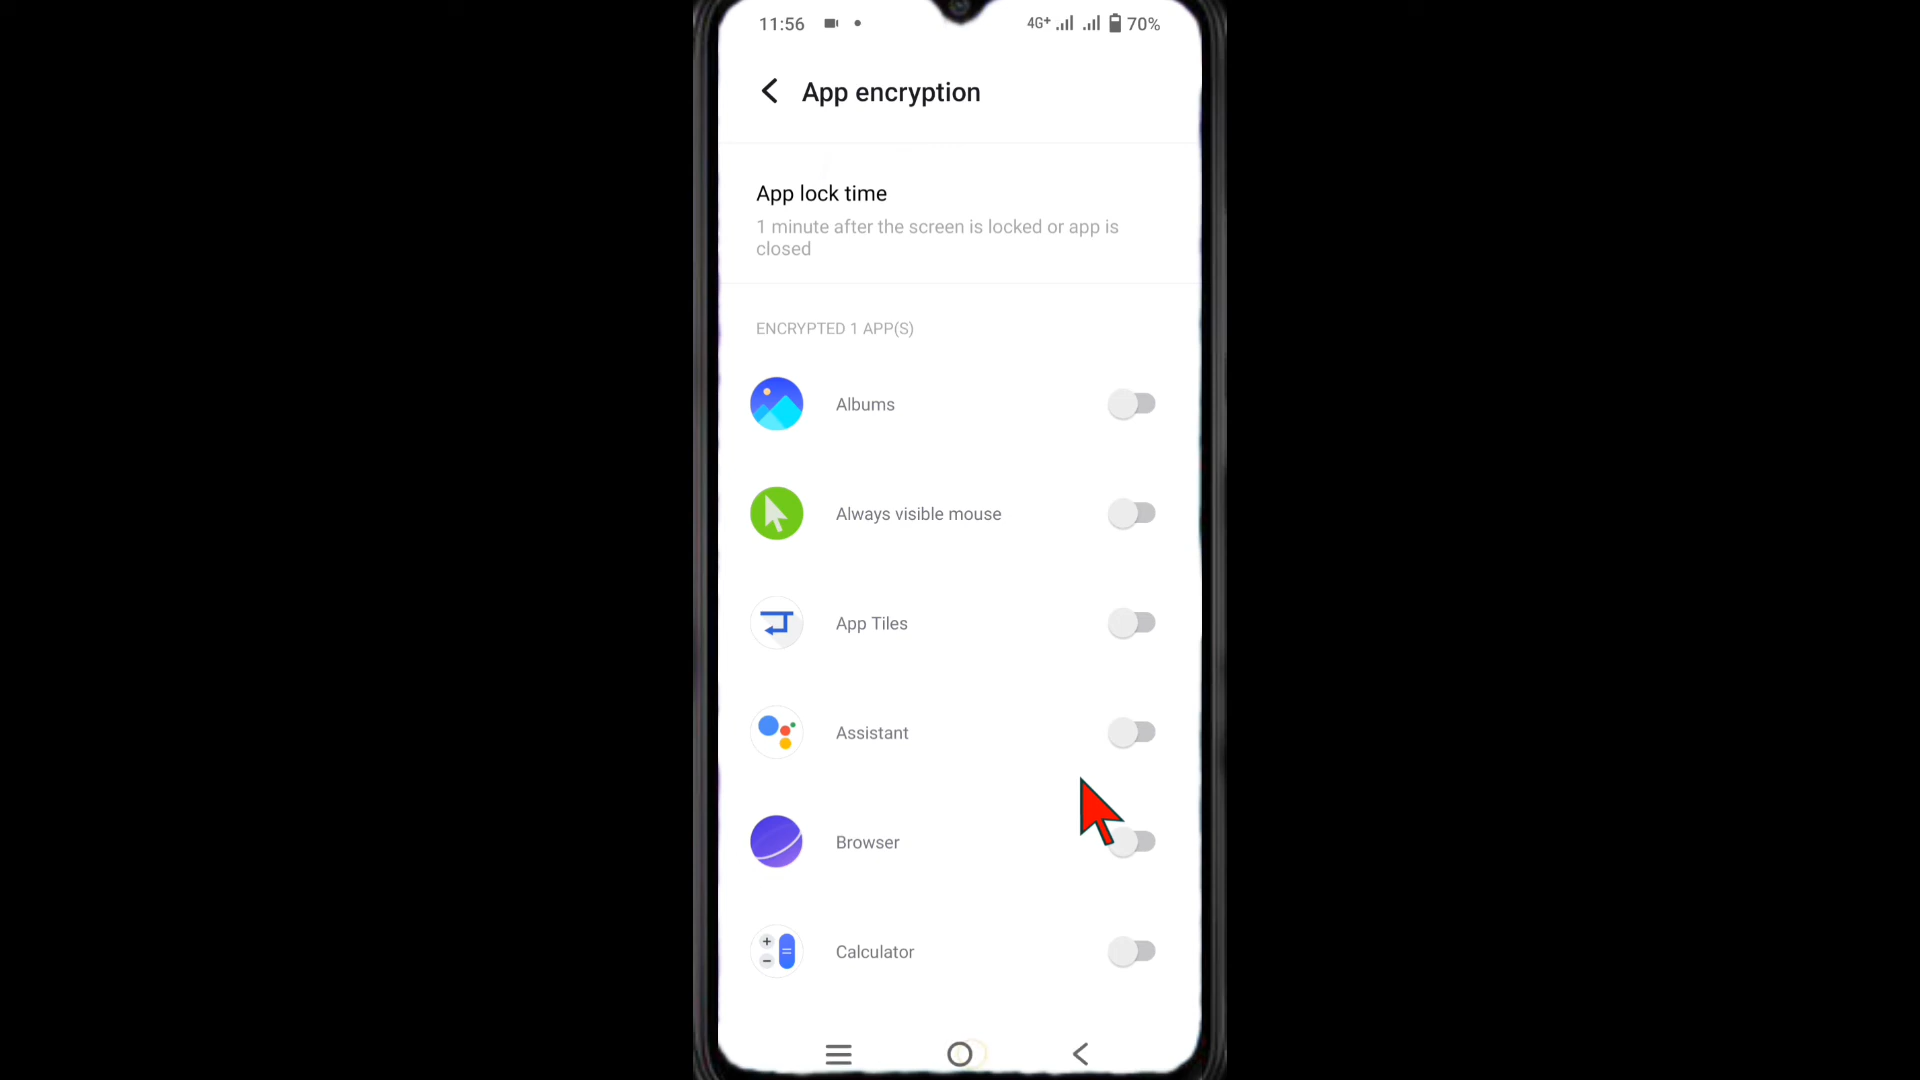 11:56
4G+ 70%
App encryption
App lock time
1 minute after the screen is locked or app is
closed
ENCRYPTED 1 APP(S)
Albums
Always visible mouse
App Tiles
Assistant
Browser
Calculator